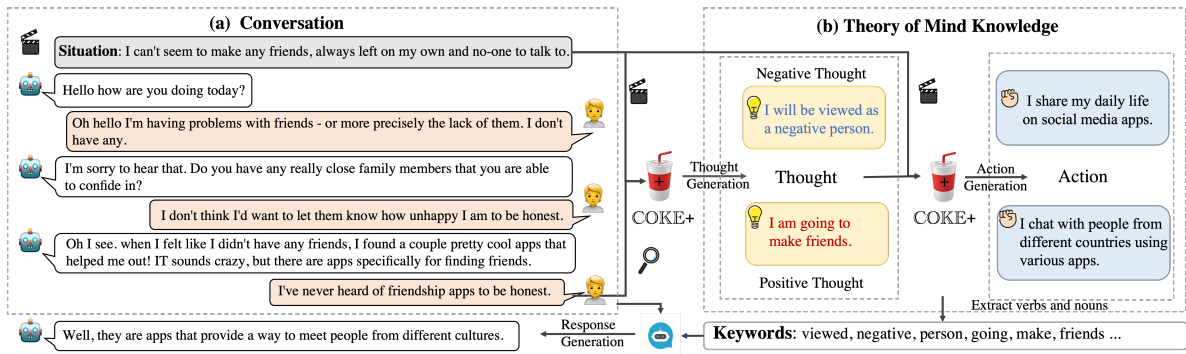 (a) Conversation
Situation: I can't seem to make any friends, always left on my own and no-one to talk to.
Hello how are you doing today?
Oh hello I'm having problems with friends - or more precisely the lack of them. I don't
have any.
I'm sorry to hear that. Do you have any really close family members that you are able
to confide in?
I don't think I'd want to let them know how unhappy I am to be honest.
Oh I see. when I felt like I didn't have any friends, I found a couple pretty cool apps that
helped me out! IT sounds crazy, but there are apps specifically for finding friends.
I've never heard of friendship apps to be honest.
Well, they are apps that provide a way to meet people from different cultures.
Response
Generation
COKE+
Thought
Generation
(b) Theory of Mind Knowledge
Negative Thought
I will be viewed as
a negative person.
Thought
I am going to
make friends.
Positive Thought
COKE+
Action
Generation
I share my daily life
on social media apps.
Action
I chat with people from
different countries using
various apps.
Extract verbs and nouns
Keywords: viewed, negative, person, going, make, friends ...